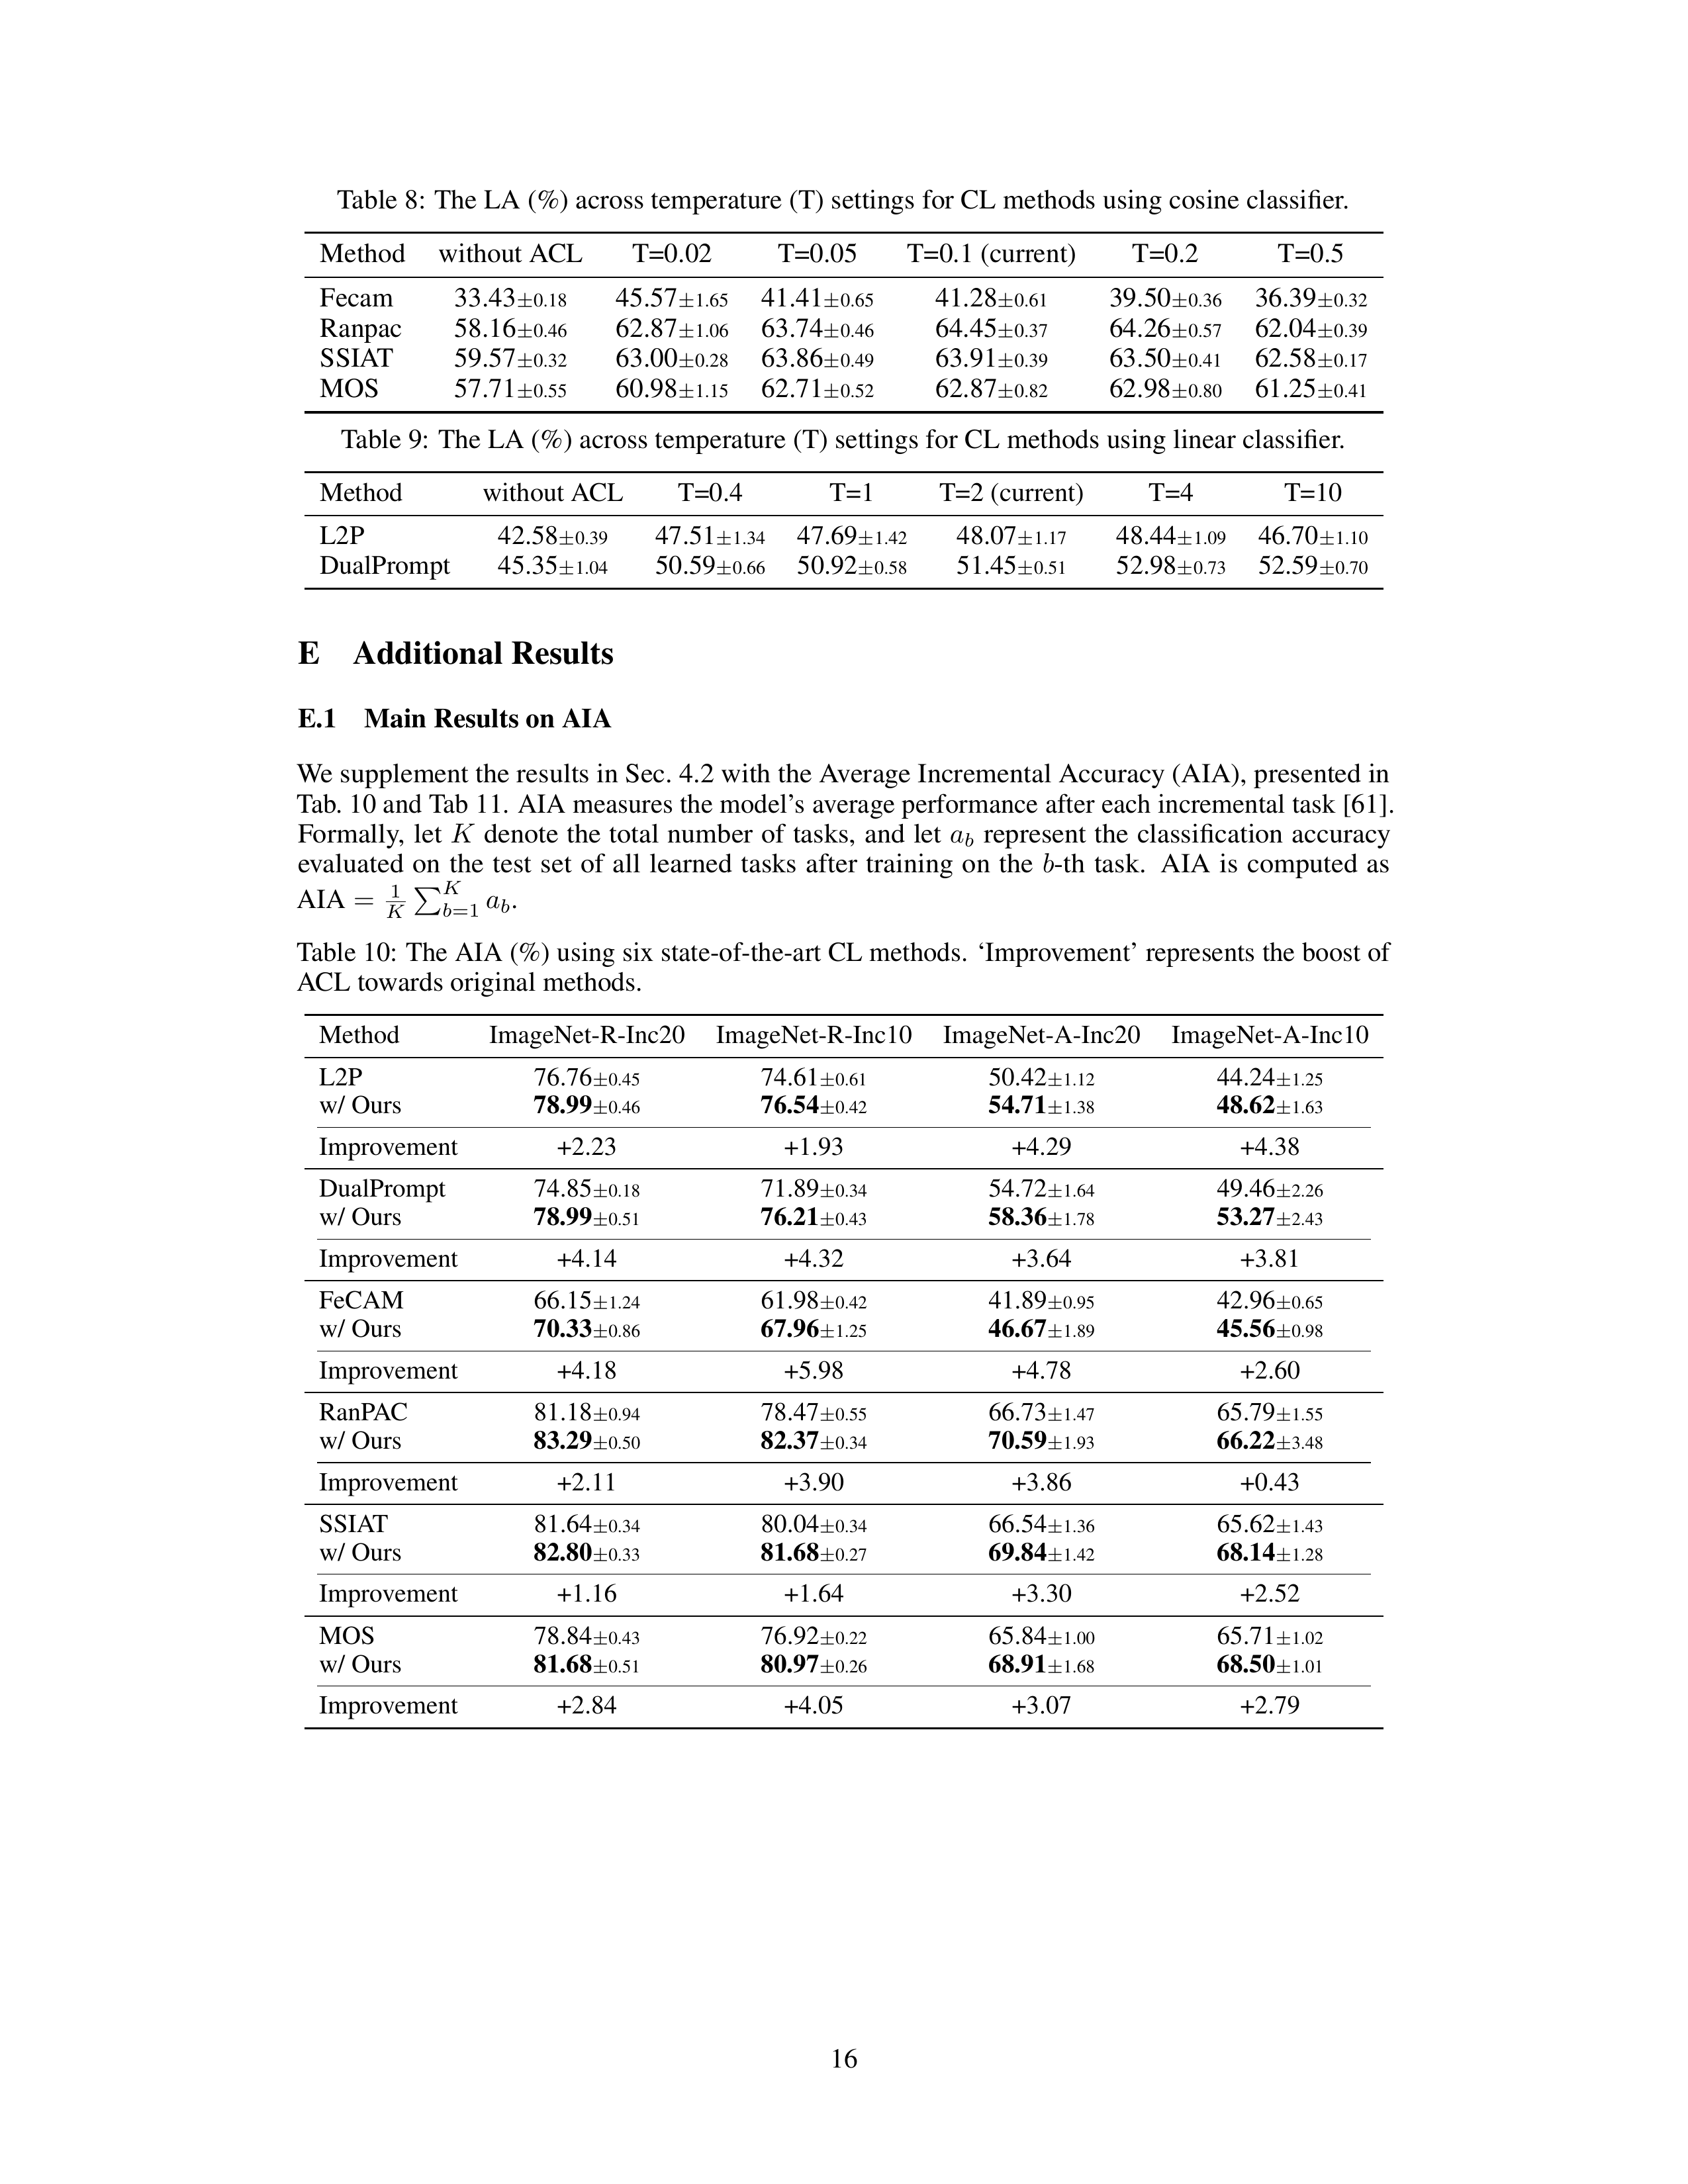 Table 8: The LA (%) across temperature (T) settings for CL methods using cosine classifier.
Method without ACL T=0.02 T=0.05 T=0.1 (current) T=0.2 T=0.5
Fecam 33.43±0.18 45.57±1.65 41.41±0.65 41.28±0.61 39.50±0.36 36.39±0.32
Ranpac 58.16±0.46 62.87±1.06 63.74±0.46 64.45±0.37 64.26±0.57 62.04±0.39
SSIAT 59.57±0.32 63.00±0.28 63.86±0.49 63.91±0.39 63.50±0.41 62.58±0.17
MOS 57.71±0.55 60.98±1.15 62.71±0.52 62.87±0.82 62.98±0.80 61.25±0.41
Table 9: The LA (%) across temperature (T) settings for CL methods using linear classifier.
Method without ACL T=0.4 T=1 T=2 (current) T=4 T=10
L2P 42.58±0.39 47.51±1.34 47.69±1.42 48.07±1.17 48.44±1.09 46.70±1.10
DualPrompt 45.35±1.04 50.59±0.66 50.92±0.58 51.45±0.51 52.98±0.73 52.59±0.70
E Additional Results
E.1 Main Results on AIA
We supplement the results in Sec. 4.2 with the Average Incremental Accuracy (AIA), presented in
Tab. 10 and Tab 11. AIA measures the model's average performance after each incremental task [61].
Formally, let K denote the total number of tasks, and let a_b represent the classification accuracy
evaluated on the test set of all learned tasks after training on the b-th task. AIA is computed as
AIA = 1/K ∑_{b=1}^{K} a_b.
Table 10: The AIA (%) using six state-of-the-art CL methods. ‘Improvement’ represents the boost of
ACL towards original methods.
Method ImageNet-R-Inc20 ImageNet-R-Inc10 ImageNet-A-Inc20 ImageNet-A-Inc10
L2P 76.76±0.45 74.61±0.61 50.42±1.12 44.24±1.25
w/ Ours 78.99±0.46 76.54±0.42 54.71±1.38 48.62±1.63
Improvement +2.23 +1.93 +4.29 +4.38
DualPrompt 74.85±0.18 71.89±0.34 54.72±1.64 49.46±2.26
w/ Ours 78.99±0.51 76.21±0.43 58.36±1.78 53.27±2.43
Improvement +4.14 +4.32 +3.64 +3.81
FeCAM 66.15±1.24 61.98±0.42 41.89±0.95 42.96±0.65
w/ Ours 70.33±0.86 67.96±1.25 46.67±1.89 45.56±0.98
Improvement +4.18 +5.98 +4.78 +2.60
RanPAC 81.18±0.94 78.47±0.55 66.73±1.47 65.79±1.55
w/ Ours 83.29±0.50 82.37±0.34 70.59±1.93 66.22±3.48
Improvement +2.11 +3.90 +3.86 +0.43
SSIAT 81.64±0.34 80.04±0.34 66.54±1.36 65.62±1.43
w/ Ours 82.80±0.33 81.68±0.27 69.84±1.42 68.14±1.28
Improvement +1.16 +1.64 +3.30 +2.52
MOS 78.84±0.43 76.92±0.22 65.84±1.00 65.71±1.02
w/ Ours 81.68±0.51 80.97±0.26 68.91±1.68 68.50±1.01
Improvement +2.84 +4.05 +3.07 +2.79
16